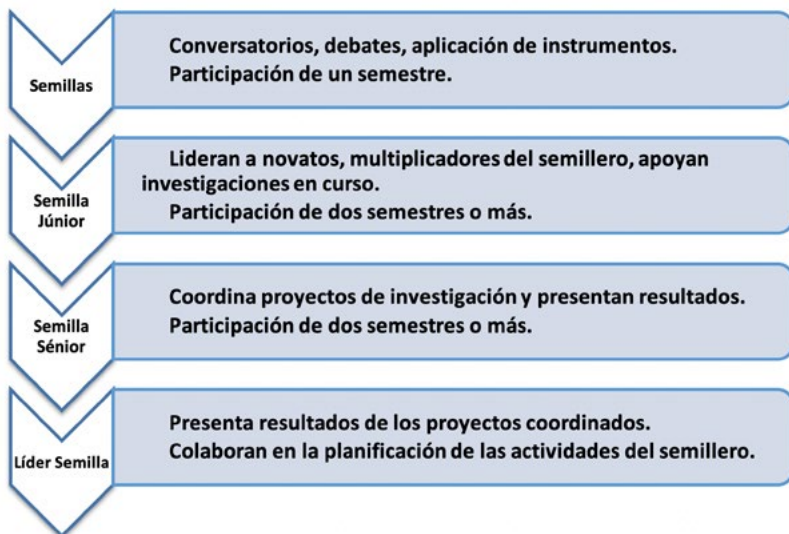 Semillas
Conversatorios, debates, aplicación de instrumentos.
Participación de un semestre.
Semilla
Júnior
Lideran a novatos, multiplicadores del semillero, apoyan
investigaciones en curso.
Participación de dos semestres o más.
Semilla
Sénior
Coordina proyectos de investigación y presentan resultados.
Participación de dos semestres o más.
Líder Semilla
Presenta resultados de los proyectos coordinados.
Colaboran en la planificación de las actividades del semillero.